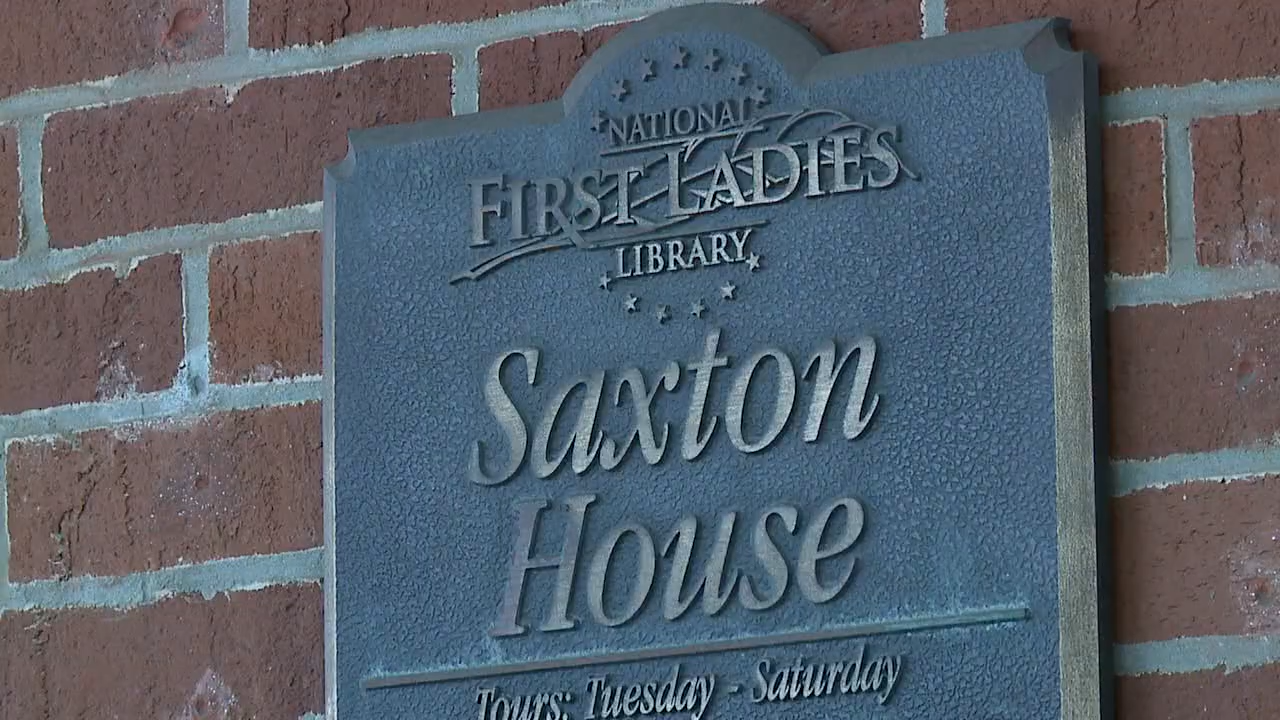 NATIONAL
FIRST LADIES
LIBRARY
Saxton
House
Tours: Tuesday - Saturday